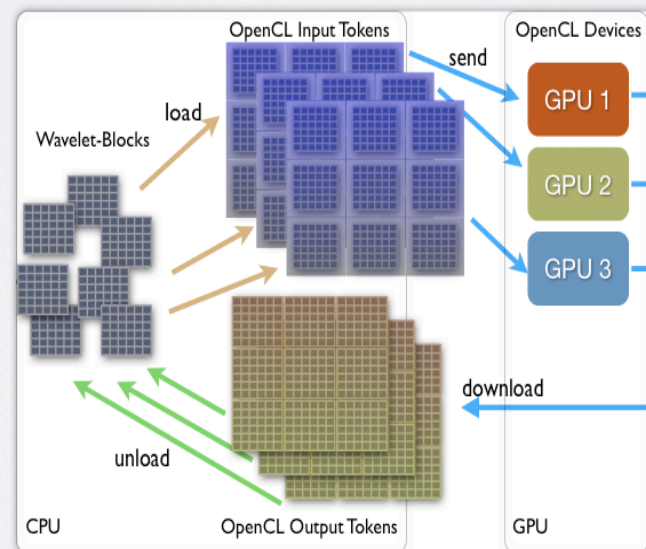 OpenCL Input Tokens
OpenCL Devices
send
GPU 1
load
Wavelet-Blocks
GPU 2
GPU 3
download
unload
CPU
OpenCL Output Tokens
GPU